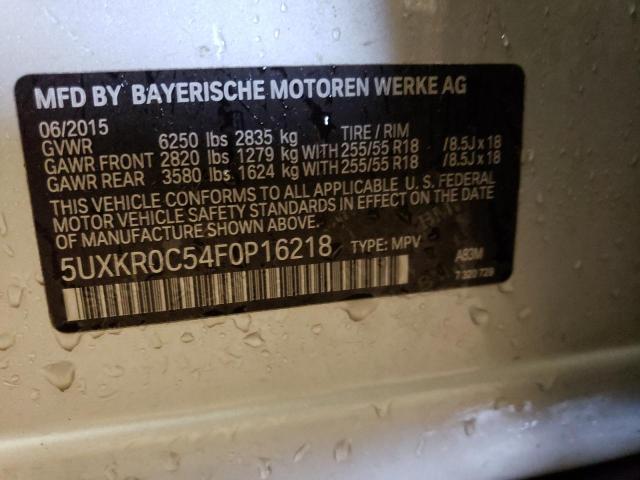 MFD BY BAYERISCHE MOTOREN WERKE AG
06/2015 TIRE / RIM
GVWR 6250 lbs 2835 kg
GAWR FRONT 2820 lbs 1279 kg WITH 255/55 R18 / 8.5J x 18
GAWR REAR 3580 lbs 1624 kg WITH 255/55 R18 / 8.5J x 18
THIS VEHICLE CONFORMS TO ALL APPLICABLE U. S. FEDERAL
MOTOR VEHICLE SAFETY STANDARDS IN EFFECT ON THE DATE
OF MANUFACTURE SHOWN ABOVE.
5UXKR0C54F0P16218 TYPE: MPV A83M
7 320 729